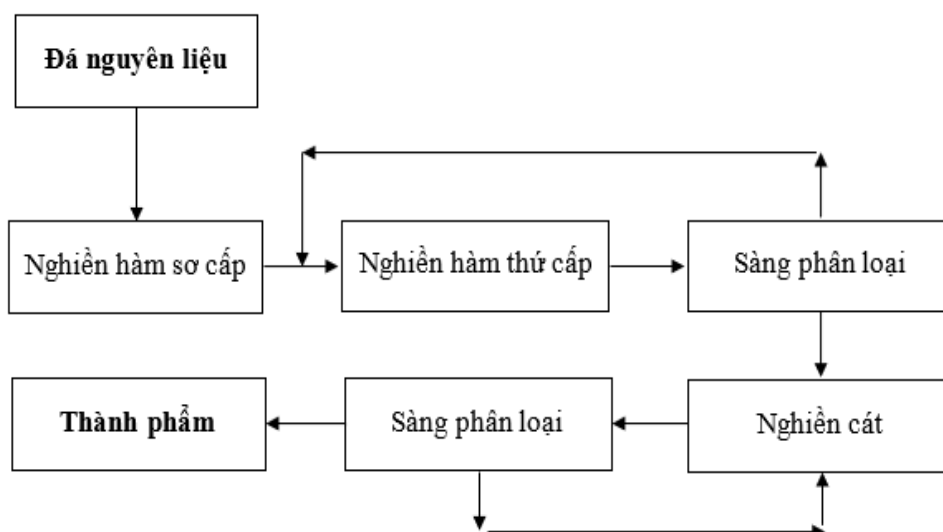 Đá nguyên liệu
Nghiền hàm sơ cấp
Nghiền hàm thứ cấp
Sàng phân loại
Thành phẩm
Sàng phân loại
Nghiền cát